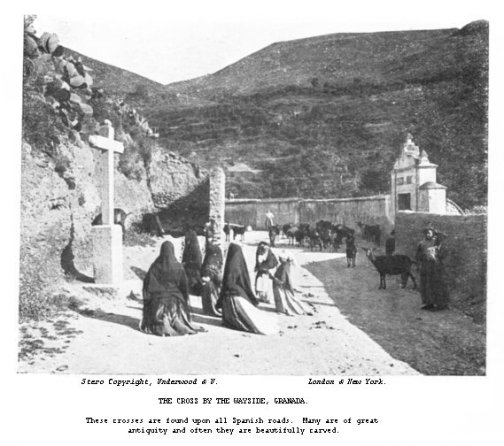 Stero Copyright, Underwood & U. London & New York.
THE CROSS BY THE WAYSIDE, GRANADA.
These crosses are found upon all Spanish roads. Many are of great
antiquity and often they are beautifully carved.